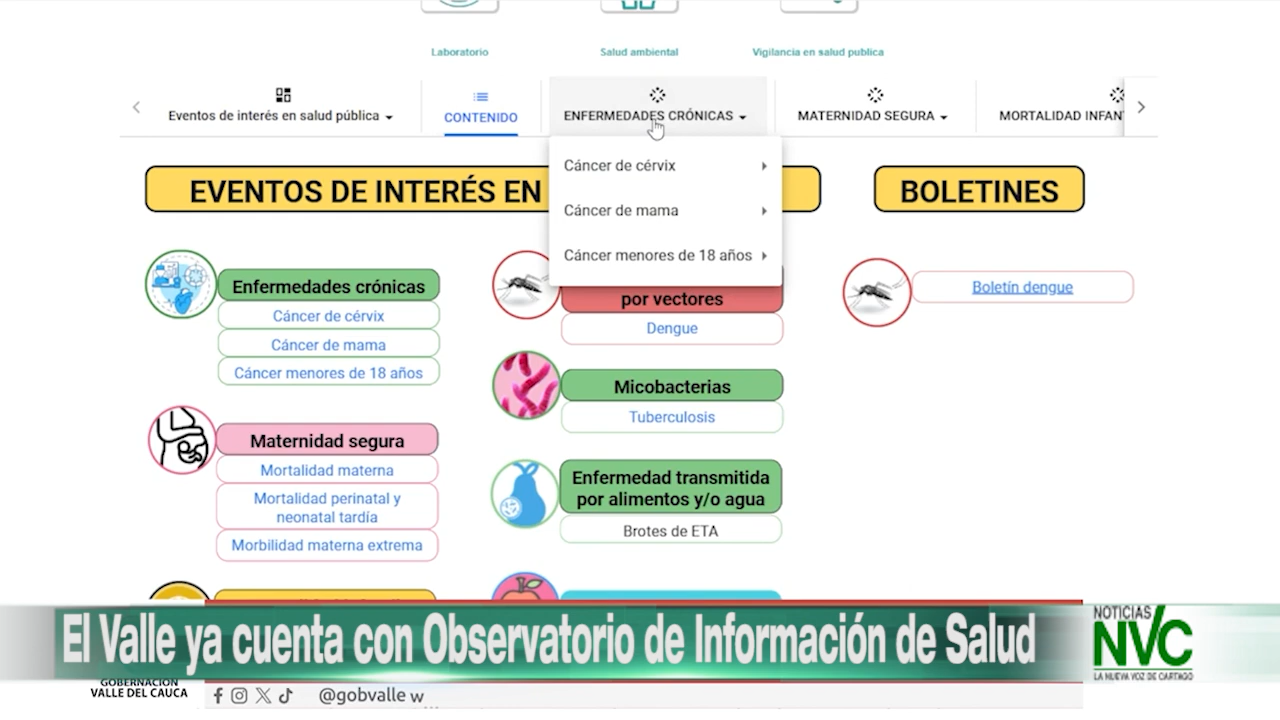 Laboratorio
Salud ambiental
Vigilancia en salud publica
Eventos de interés en salud pública
CONTENIDO
ENFERMEDADES CRÓNICAS
MATERNIDAD SEGURA
MORTALIDAD INFAN
Cáncer de cérvix
Cáncer de mama
Cáncer menores de 18 años
EVENTOS DE INTERÉS EN
BOLETINES
Enfermedades crónicas
Cáncer de cérvix
Cáncer de mama
Cáncer menores de 18 años
Maternidad segura
Mortalidad materna
Mortalidad perinatal y
neonatal tardía
Morbilidad materna extrema
por vectores
Dengue
Micobacterias
Tuberculosis
Enfermedad transmitida
por alimentos y/o agua
Brotes de ETA
Boletín dengue
El Valle ya cuenta con Observatorio de Información de Salud
NOTICIAS
NVC
LA NUEVA VOZ DE CARTAGO
GOBERNACIÓN
VALLE DEL CAUCA
@gobvalle w